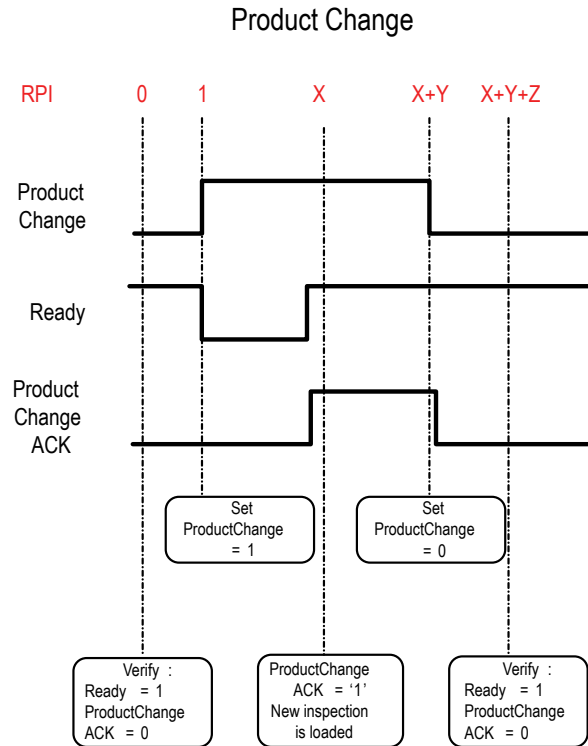 Product Change
RPI 0 1 X X+Y X+Y+Z
Product
Change
Ready
Product
Change
ACK
Set
ProductChange
= 1
Set
ProductChange
= 0
Verify :
Ready = 1
ProductChange
ACK = 0
ProductChange
ACK = ‘1’
New inspection
is loaded
Verify :
Ready = 1
ProductChange
ACK = 0